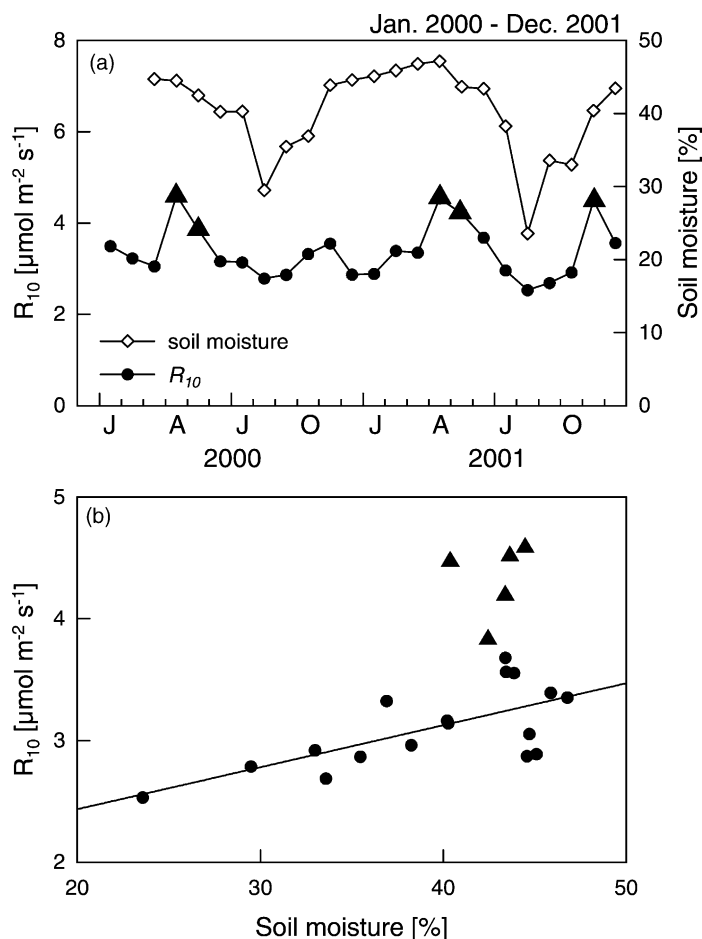 Jan. 2000 - Dec. 2001
(a)
8
6
4
2
0
R10 [µmol m-2 s-1]
50
40
30
20
10
0
Soil moisture [%]
soil moisture
R10
J A J O J A J O
2000 2001
(b)
5
4
3
2
R10 [µmol m-2 s-1]
20 30 40 50
Soil moisture [%]